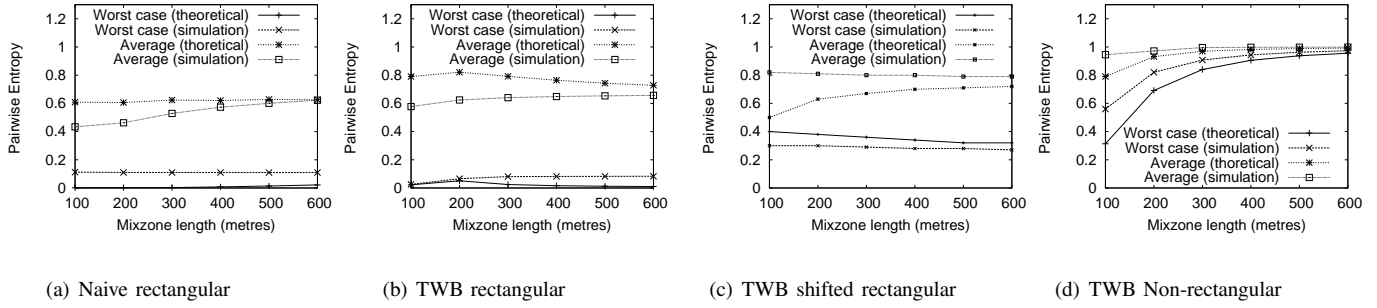 Pairwise Entropy
0
0.2
0.4
0.6
0.8
1
1.2
100 200 300 400 500 600
Mixzone length (metres)
Worst case (theoretical)
Worst case (simulation)
Average (thoretical)
Average (simulation)
(a) Naive rectangular
Pairwise Entropy
0
0.2
0.4
0.6
0.8
1
1.2
100 200 300 400 500 600
Mixzone length (metres)
Worst case (theoretical)
Worst case (simulation)
Average (thoretical)
Average (simulation)
(b) TWB rectangular
Pairwise Entropy
0
0.2
0.4
0.6
0.8
1
1.2
100 200 300 400 500 600
Mixzone length (metres)
Worst case (theoretical)
Worst case (simulation)
Average (theoretical)
Average (simulation)
(c) TWB shifted rectangular
Pairwise Entropy
0
0.2
0.4
0.6
0.8
1
1.2
100 200 300 400 500 600
Mixzone length (metres)
Worst case (theoretical)
Worst case (simulation)
Average (thoretical)
Average (simulation)
(d) TWB Non-rectangular